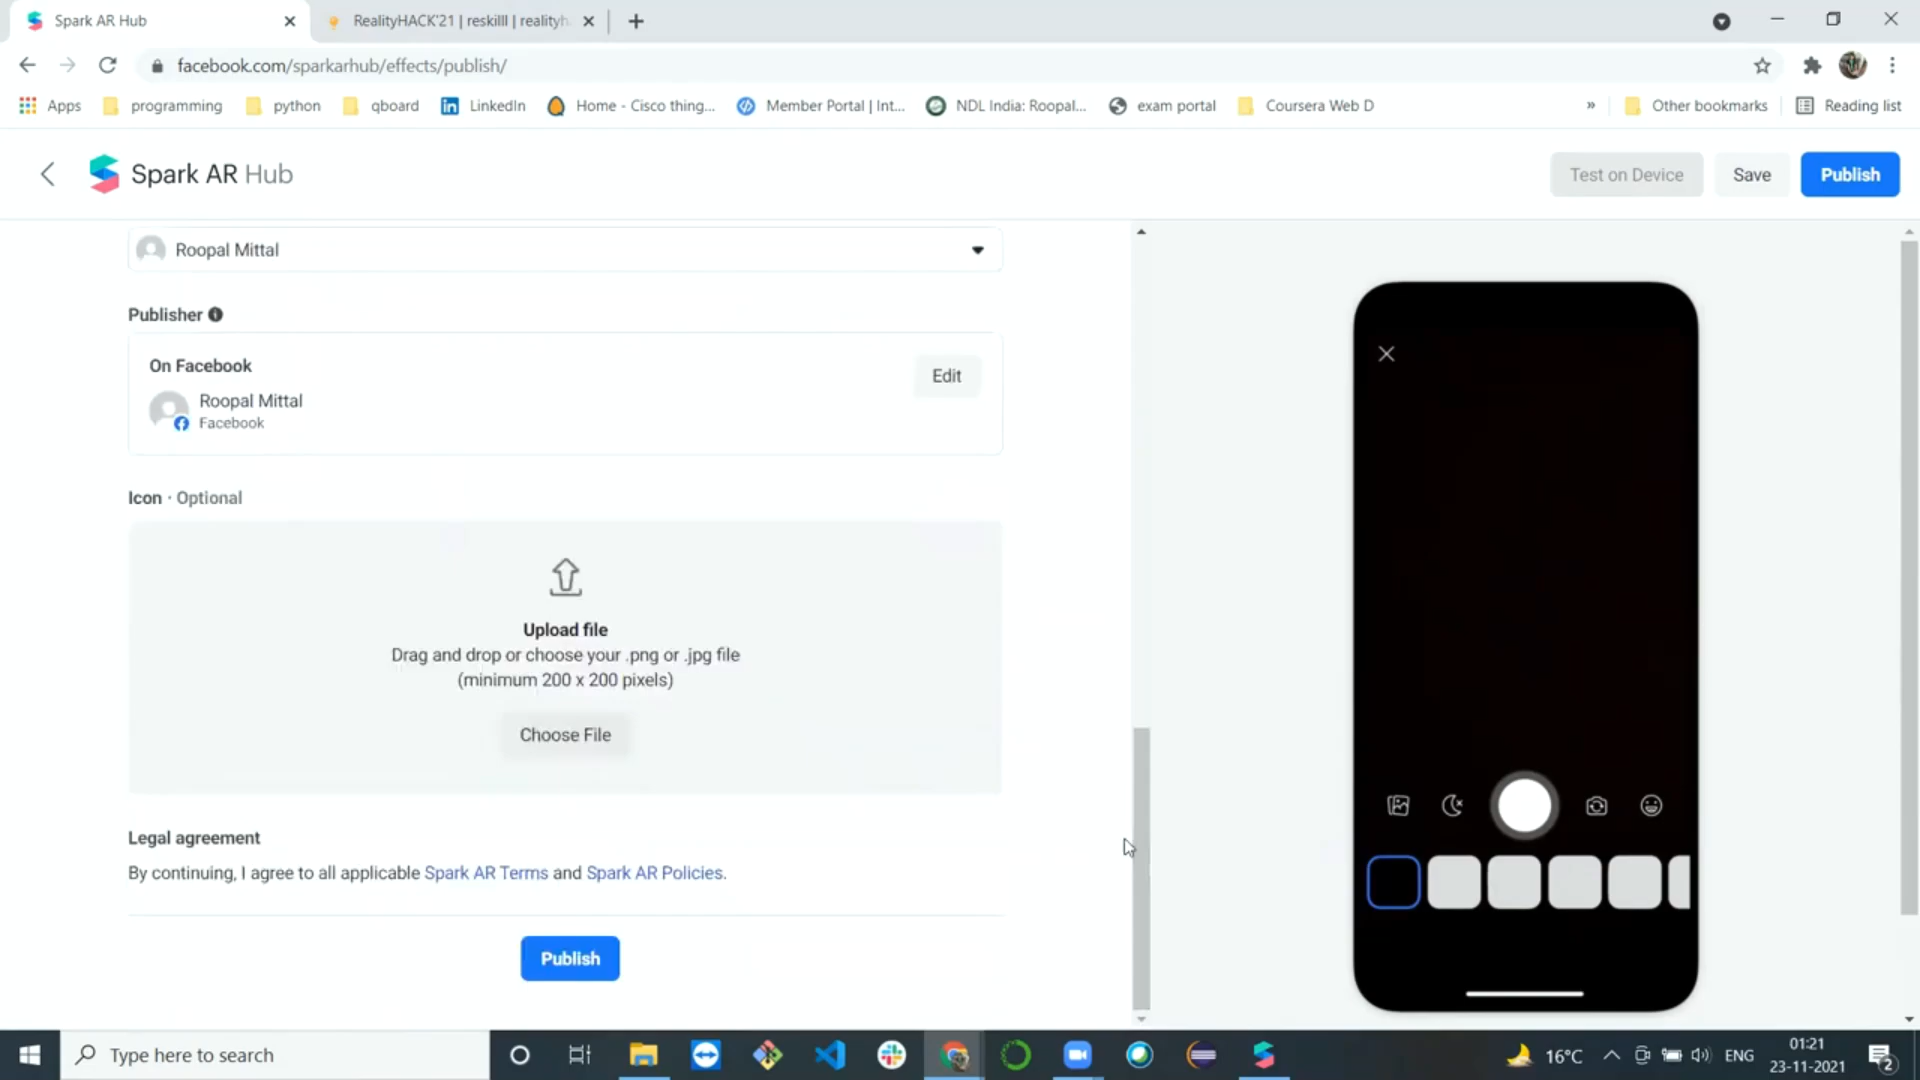 Spark AR Hub
RealityHACK'21 | reskilll | realityh
facebook.com/sparkarhub/effects/publish/
Apps programming python qboard LinkedIn Home - Cisco thing... Member Portal | Int... NDL India: Roopal... exam portal Coursera Web D » Other bookmarks Reading list
Spark AR Hub
Test on Device Save Publish
Roopal Mittal
Publisher
On Facebook
Edit
Roopal Mittal
Facebook
Icon · Optional
Upload file
Drag and drop or choose your .png or .jpg file
(minimum 200 x 200 pixels)
Choose File
Legal agreement
By continuing, I agree to all applicable Spark AR Terms and Spark AR Policies.
Publish
Type here to search
16°C ENG
01:21
23-11-2021
2